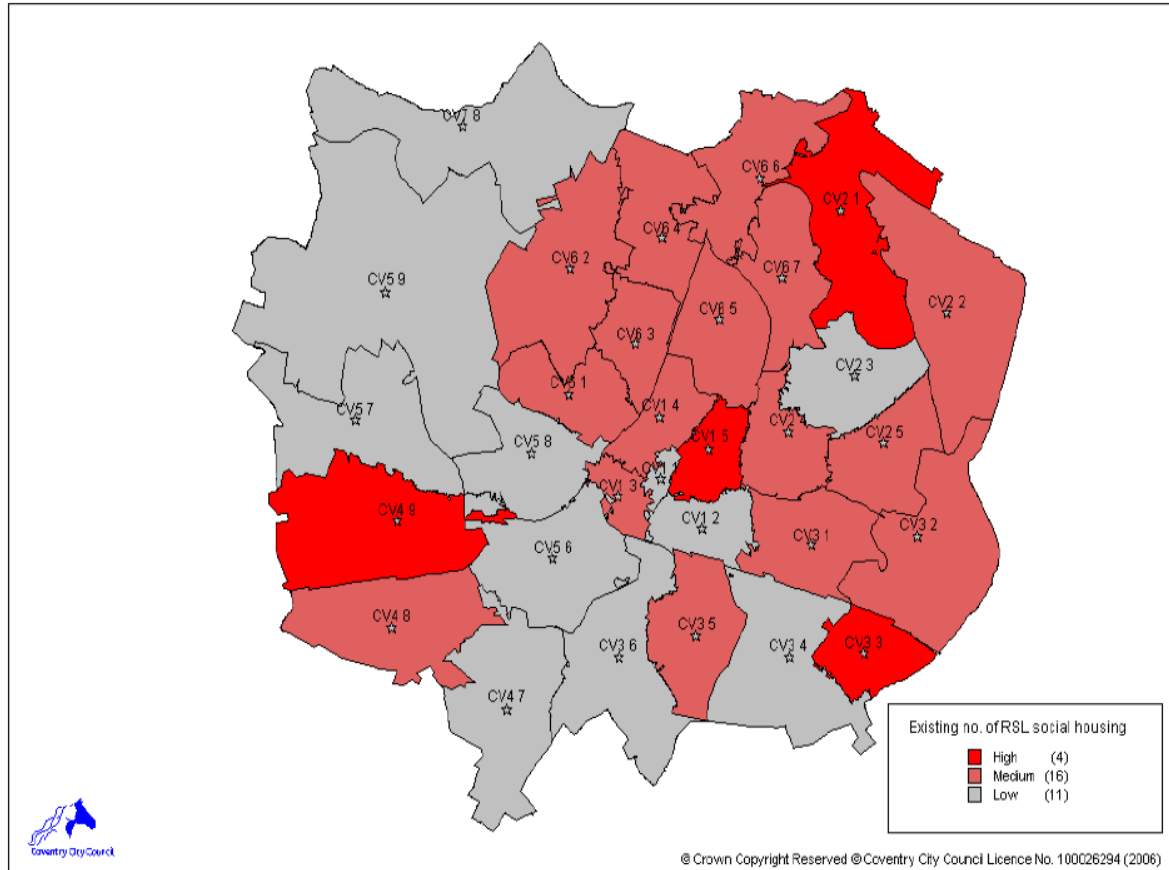 CV7 8
CV6 6
CV2 1
CV6 4
CV6 2
CV6 7
CV5 9
CV2 2
CV6 5
CV6 3
CV2 3
CV5 1
CV1 4
CV5 7
CV2 4
CV1 5
CV2 5
CV5 8
CV1
CV1 3
CV4 9
CV1 2
CV3 2
CV3 1
CV5 6
CV4 8
CV3 5
CV3 6
CV3 4
CV3 3
CV4 7
Existing no. of RSL social housing
High (4)
Medium (16)
Low (11)
Coventry City Council
© Crown Copyright Reserved © Coventry City Council Licence No. 100026294 (2006)